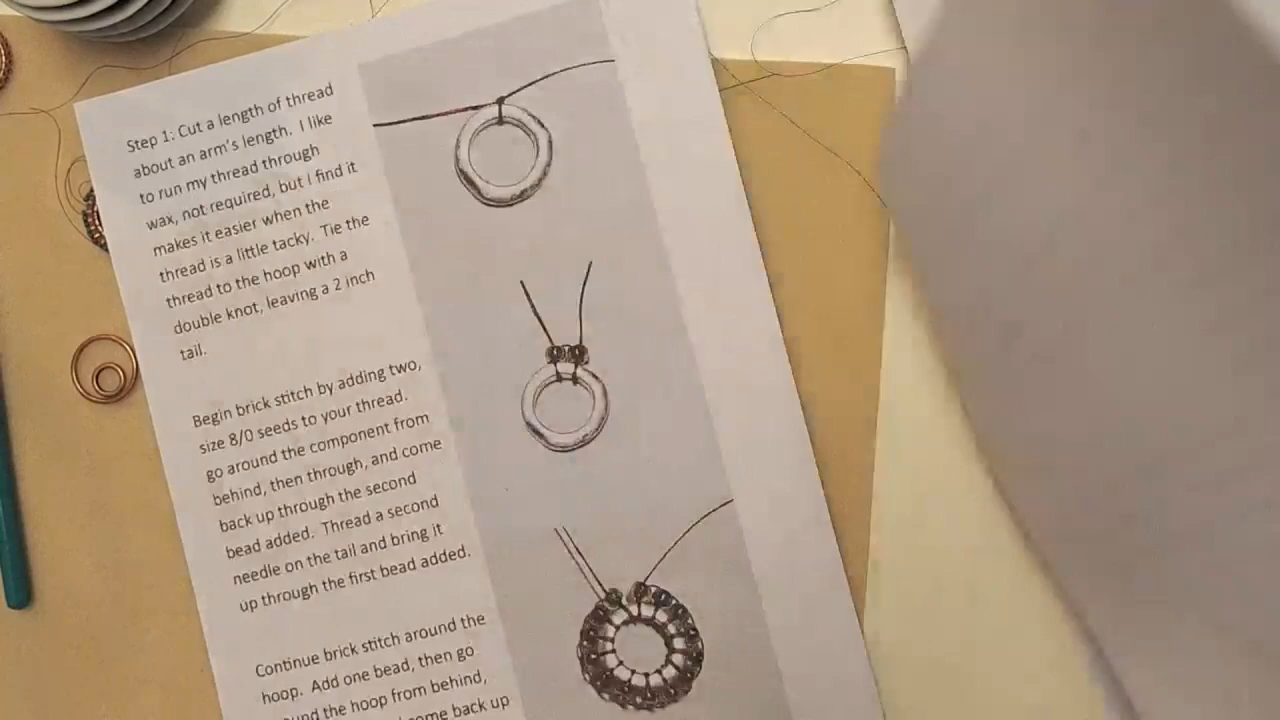 Step 1: Cut a length of thread
about an arm's length. I like
to run my thread through
wax, not required, but I find it
makes it easier when the
thread is a little tacky. Tie the
thread to the hoop with a
double knot, leaving a 2 inch
tail.
Begin brick stitch by adding two,
size 8/0 seeds to your thread.
go around the component from
behind, then through, and come
back up through the second
bead added. Thread a second
needle on the tail and bring it
up through the first bead added.
Continue brick stitch around the
hoop. Add one bead, then go
the hoop from behind,
come back up